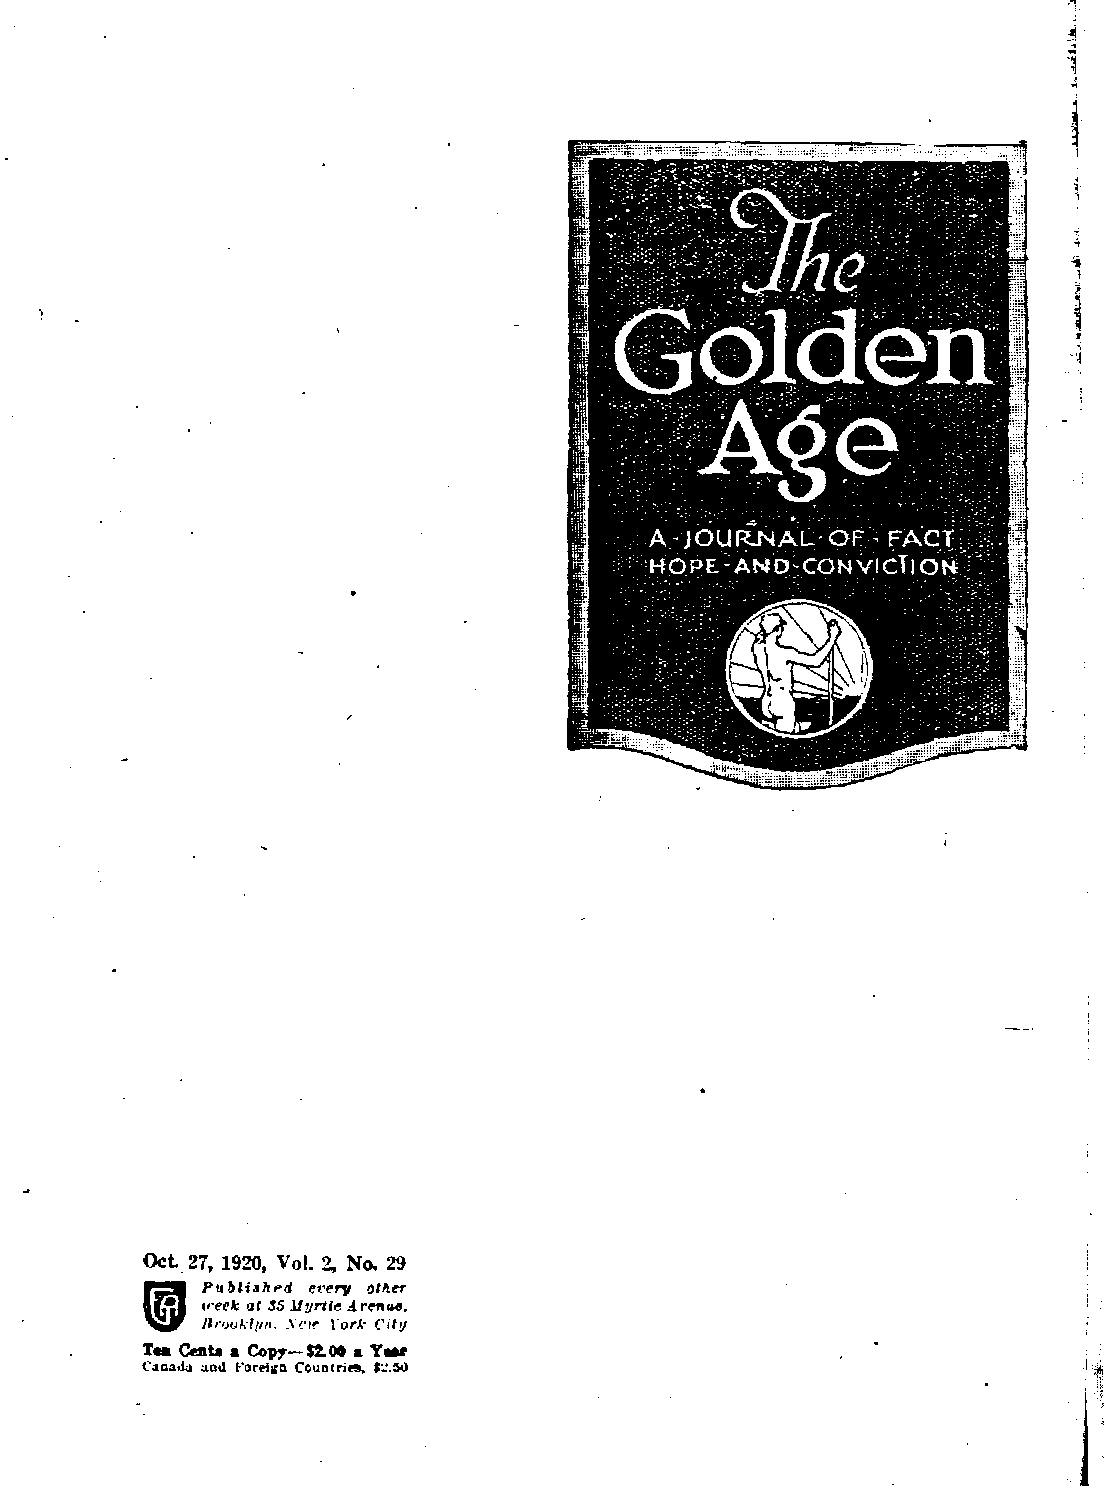 The
Golden
Age
A · JOURNAL · OF · FACT
HOPE · AND · CONVICTION
Oct. 27, 1920, Vol. 2, No. 29
Published every other
week at 35 Myrtle Avenue,
Brooklyn, New York City
Ten Cents a Copy—$2.00 a Year
Canada and Foreign Countries, $2.50